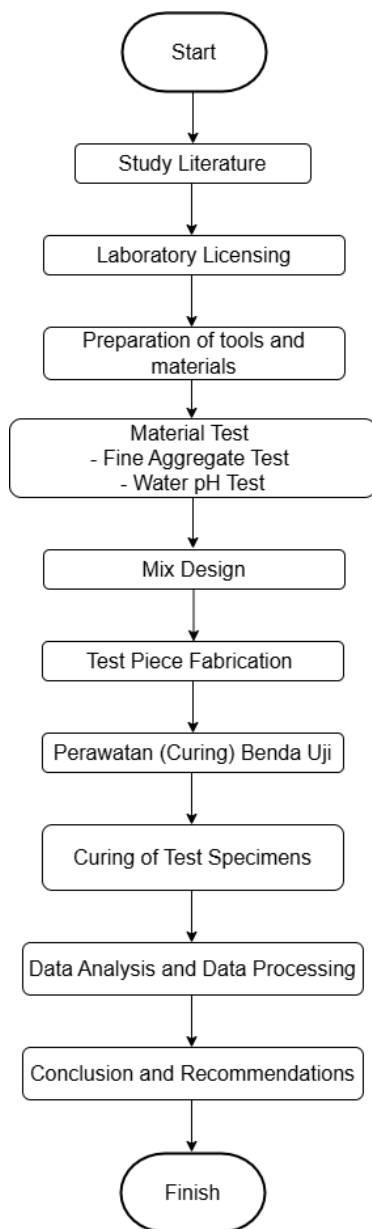 Start
Study Literature
Laboratory Licensing
Preparation of tools and
materials
Material Test
- Fine Aggregate Test
- Water pH Test
Mix Design
Test Piece Fabrication
Perawatan (Curing) Benda Uji
Curing of Test Specimens
Data Analysis and Data Processing
Conclusion and Recommendations
Finish